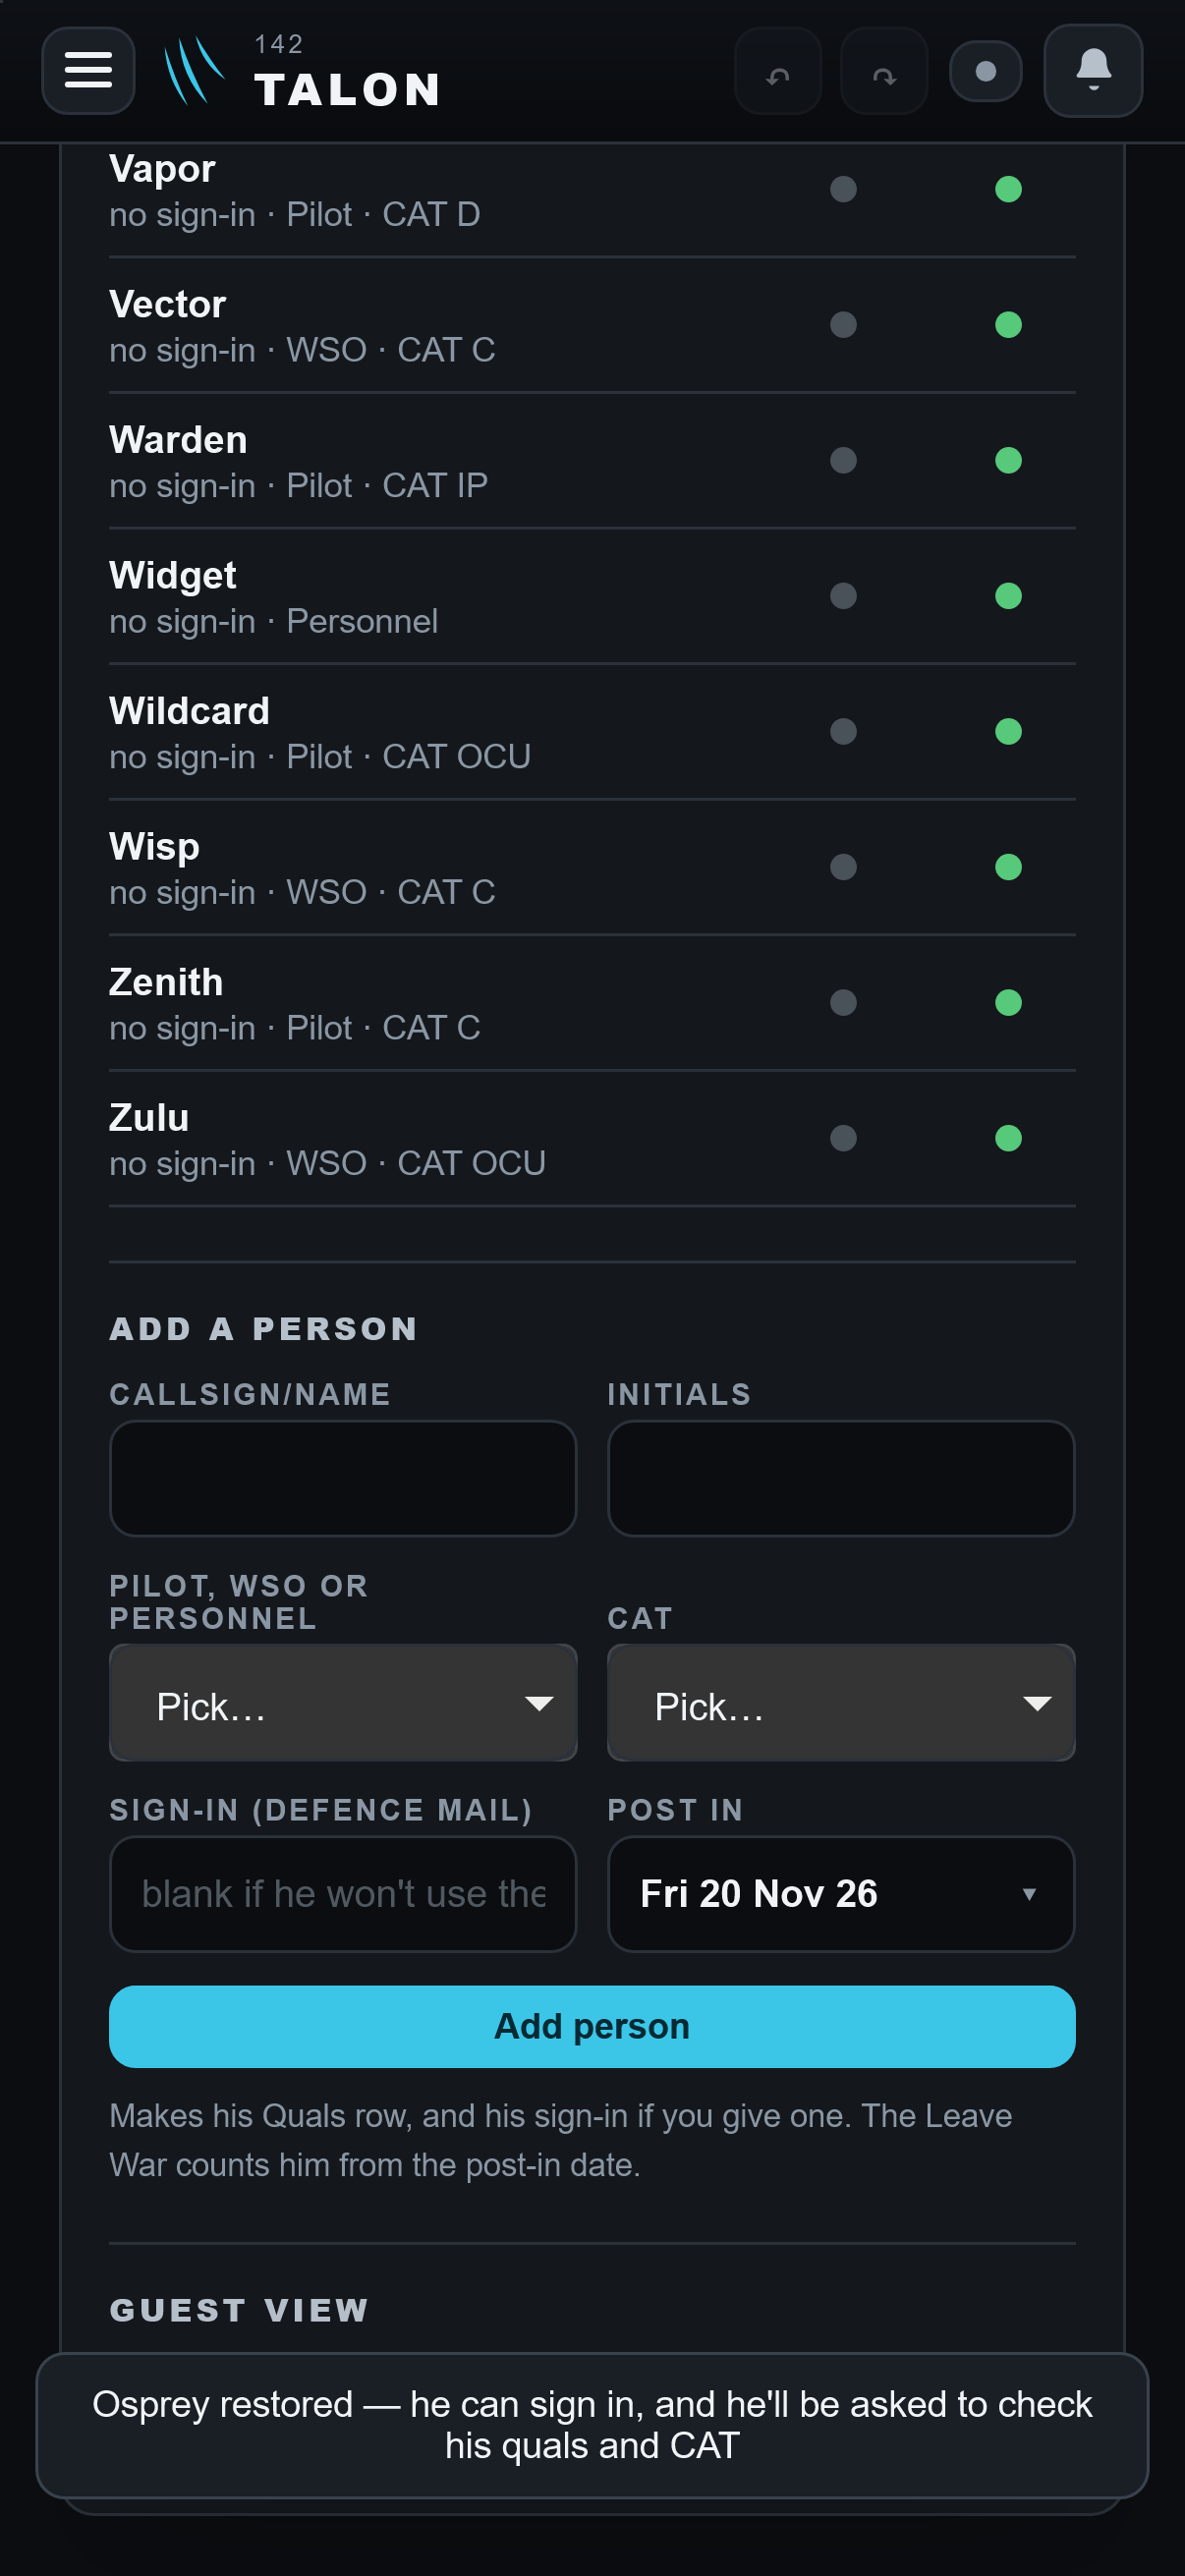 142
TALON
Vapor
no sign-in · Pilot · CAT D
Vector
no sign-in · WSO · CAT C
Warden
no sign-in · Pilot · CAT IP
Widget
no sign-in · Personnel
Wildcard
no sign-in · Pilot · CAT OCU
Wisp
no sign-in · WSO · CAT C
Zenith
no sign-in · Pilot · CAT C
Zulu
no sign-in · WSO · CAT OCU
ADD A PERSON
CALLSIGN/NAME
INITIALS
PILOT, WSO OR
PERSONNEL
CAT
Pick...
Pick...
SIGN-IN (DEFENCE MAIL)
POST IN
blank if he won't use the
Fri 20 Nov 26
Add person
Makes his Quals row, and his sign-in if you give one. The Leave
War counts him from the post-in date.
GUEST VIEW
Osprey restored — he can sign in, and he'll be asked to check
his quals and CAT